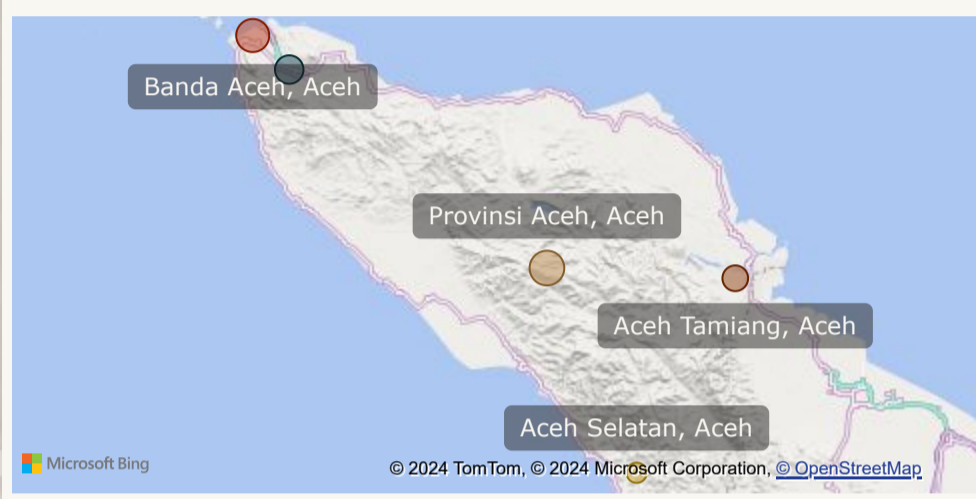 Banda Aceh, Aceh
Provinsi Aceh, Aceh
Aceh Tamiang, Aceh
Aceh Selatan, Aceh
Microsoft Bing
© 2024 TomTom, © 2024 Microsoft Corporation, © OpenStreetMap